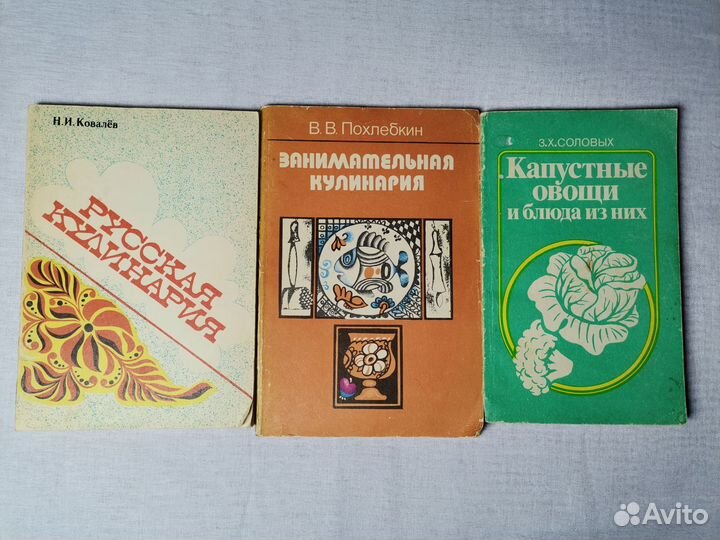 Н.И.Ковалёв
РУССКАЯ
КУЛИНАРИЯ
В. В. Похлебкин
ЗАНИМАТЕЛЬНАЯ
КУЛИНАРИЯ
З.Х.СОЛОВЫХ
Капустные
овощи
и блюда из них
Avito